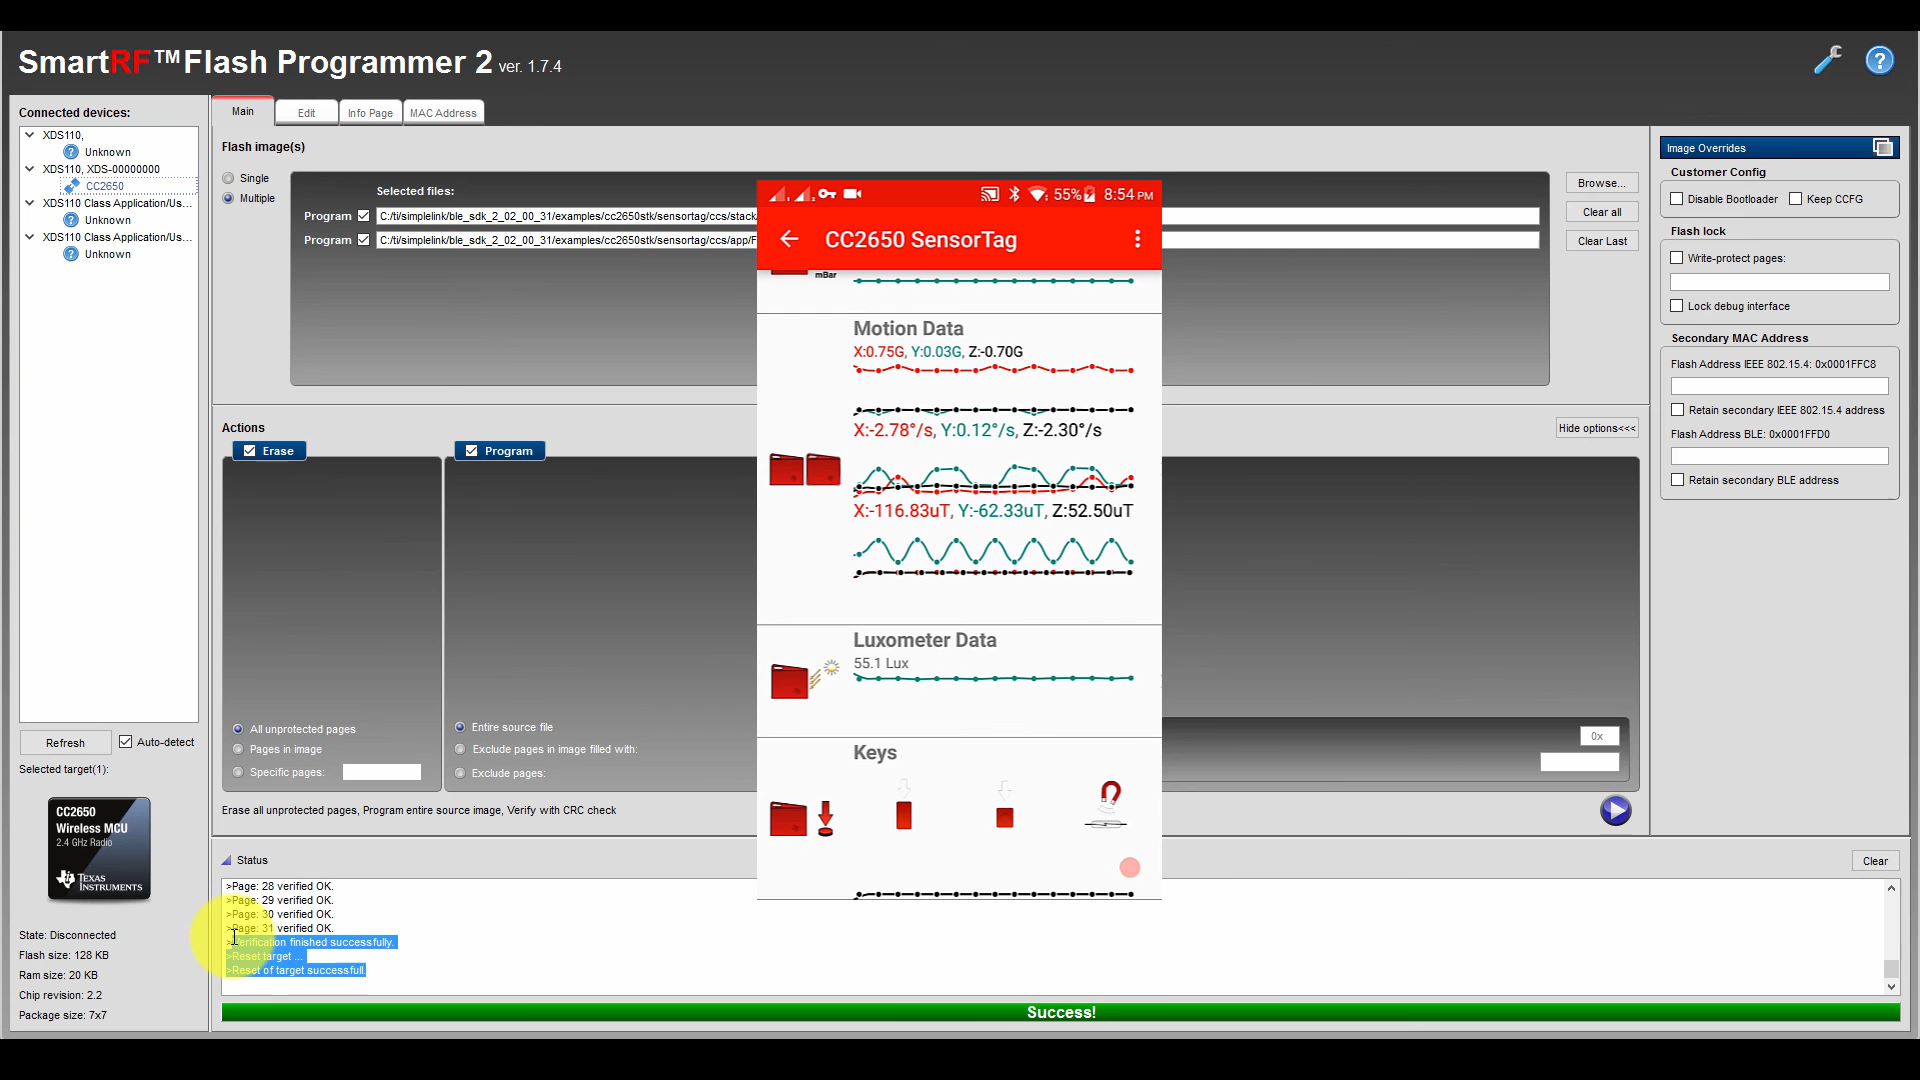 SmartRF™Flash Programmer 2 ver. 1.7.4
Connected devices:
XDS110,
Unknown
XDS110, XDS-00000000
CC2650
XDS110 Class Application/Us...
Unknown
XDS110 Class Application/Us...
Unknown
Refresh
Auto-detect
Selected target(1):
CC2650
Wireless MCU
2.4 GHz Radio
TEXAS
INSTRUMENTS
State: Disconnected
Flash size: 128 KB
Ram size: 20 KB
Chip revision: 2.2
Package size: 7x7
Main
Edit
Info Page
MAC Address
Flash image(s)
Single
Multiple
Selected files:
Program
C:/ti/simplelink/ble_sdk_2_02_00_31/examples/cc2650stk/sensortag/ccs/stack/
Program
C:/ti/simplelink/ble_sdk_2_02_00_31/examples/cc2650stk/sensortag/ccs/app/F
Browse...
Clear all
Clear Last
Actions
Hide options<<<
Erase
Program
All unprotected pages
Pages in image
Specific pages:
Entire source file
Exclude pages in image filled with:
Exclude pages:
0x
Erase all unprotected pages, Program entire source image, Verify with CRC check
Status
Clear
>Page: 28 verified OK.
>Page: 29 verified OK.
>Page: 30 verified OK.
>Page: 31 verified OK.
>Verification finished successfully.
>Reset target ...
>Reset of target successfull.
Success!
55% 8:54 PM
CC2650 SensorTag
mBar
Motion Data
X:0.75G, Y:0.03G, Z:-0.70G
X:-2.78°/s, Y:0.12°/s, Z:-2.30°/s
X:-116.83uT, Y:-62.33uT, Z:52.50uT
Luxometer Data
55.1 Lux
Keys
Image Overrides
Customer Config
Disable Bootloader
Keep CCFG
Flash lock
Write-protect pages:
Lock debug interface
Secondary MAC Address
Flash Address IEEE 802.15.4: 0x0001FFC8
Retain secondary IEEE 802.15.4 address
Flash Address BLE: 0x0001FFD0
Retain secondary BLE address